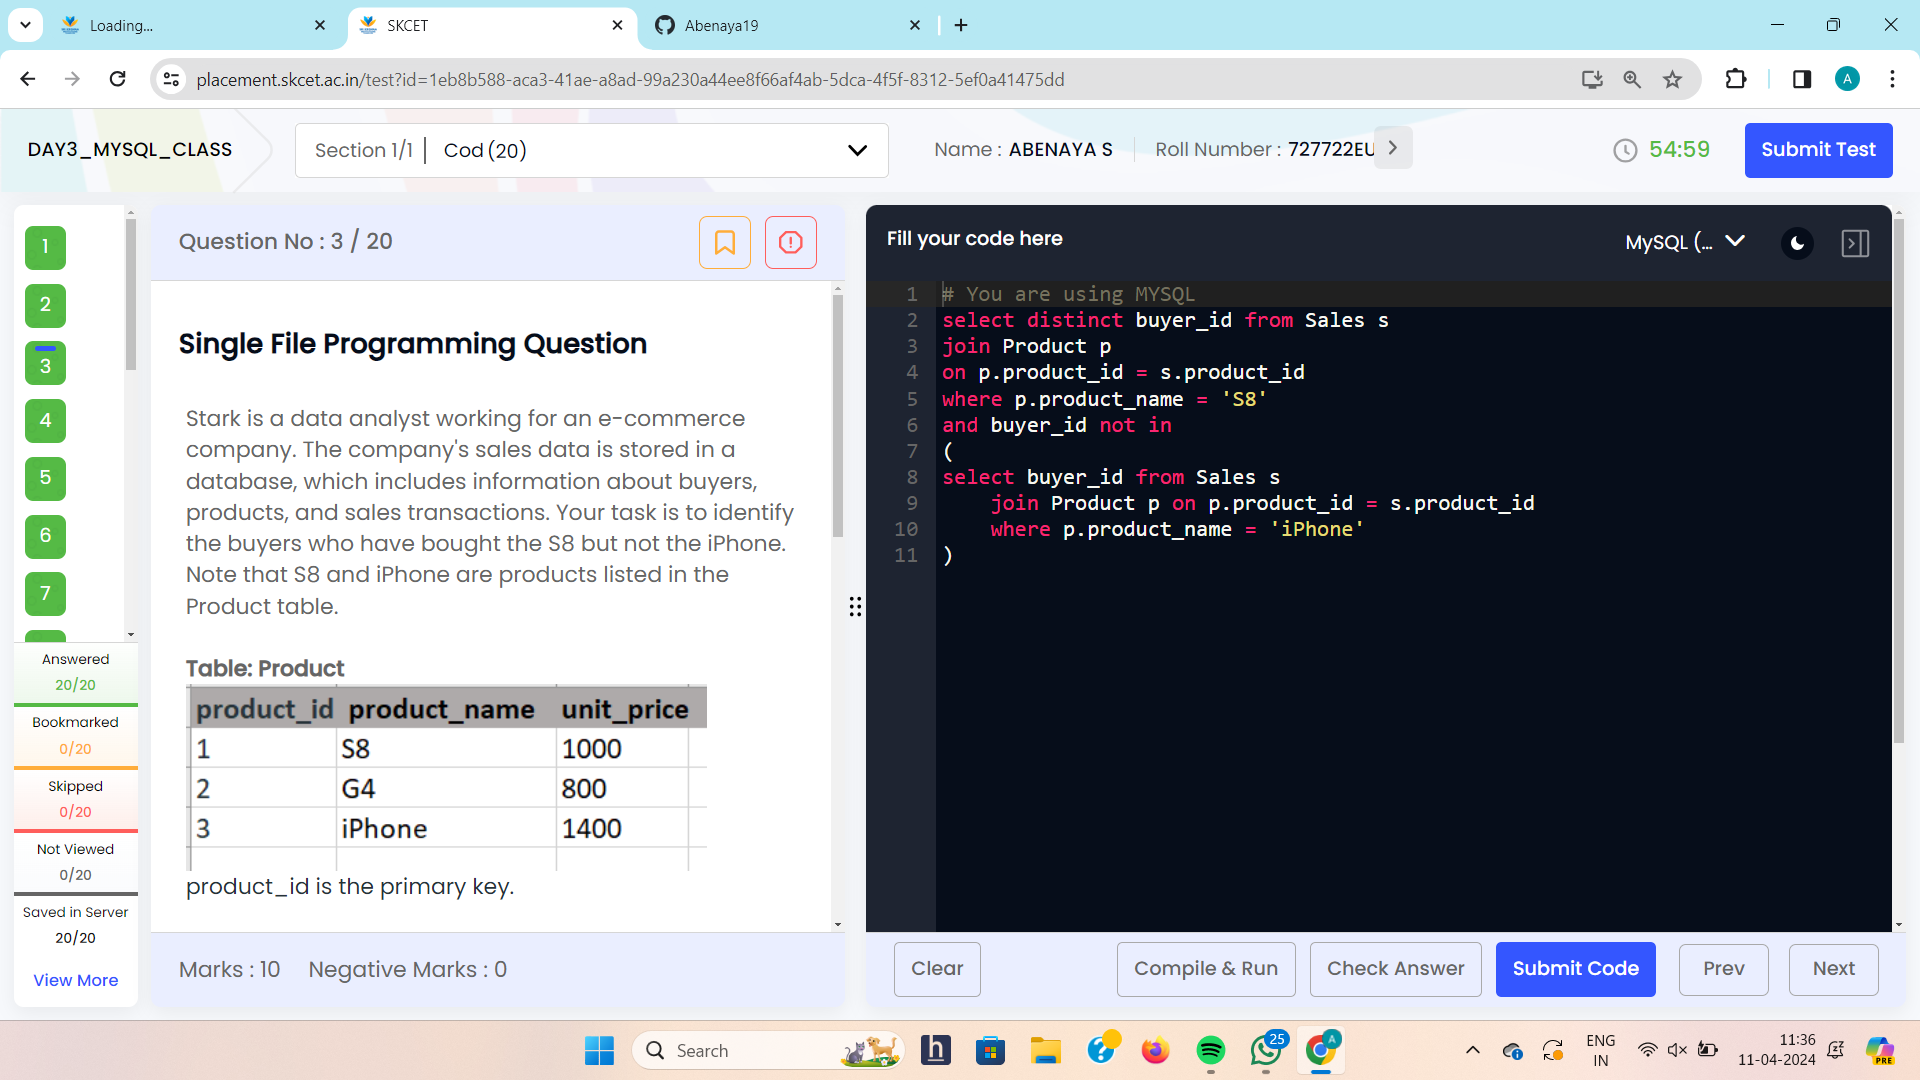 Loading...
SKCET
Abenaya19
placement.skcet.ac.in/test?id=1eb8b588-aca3-41ae-a8ad-99a230a44ee8f66af4ab-5dca-4f5f-8312-5ef0a41475dd
A
DAY3_MYSQL_CLASS
Section 1/1 | Cod (20)
Name : ABENAYA S
Roll Number : 727722EU
54:59
Submit Test
1
2
3
4
5
6
7
Answered
20/20
Bookmarked
0/20
Skipped
0/20
Not Viewed
0/20
Saved in Server
20/20
View More
Question No : 3 / 20
Single File Programming Question
Stark is a data analyst working for an e-commerce
company. The company's sales data is stored in a
database, which includes information about buyers,
products, and sales transactions. Your task is to identify
the buyers who have bought the S8 but not the iPhone.
Note that S8 and iPhone are products listed in the
Product table.
Table: Product
product_id product_name unit_price
1 S8 1000
2 G4 800
3 iPhone 1400
product_id is the primary key.
Marks : 10 Negative Marks : 0
Fill your code here
MySQL (...
1 # You are using MYSQL
2 select distinct buyer_id from Sales s
3 join Product p
4 on p.product_id = s.product_id
5 where p.product_name = 'S8'
6 and buyer_id not in
7 (
8 select buyer_id from Sales s
9 join Product p on p.product_id = s.product_id
10 where p.product_name = 'iPhone'
11 )
Clear
Compile & Run
Check Answer
Submit Code
Prev
Next
Search
h
25
A
ENG
IN
11:36
11-04-2024
PRE